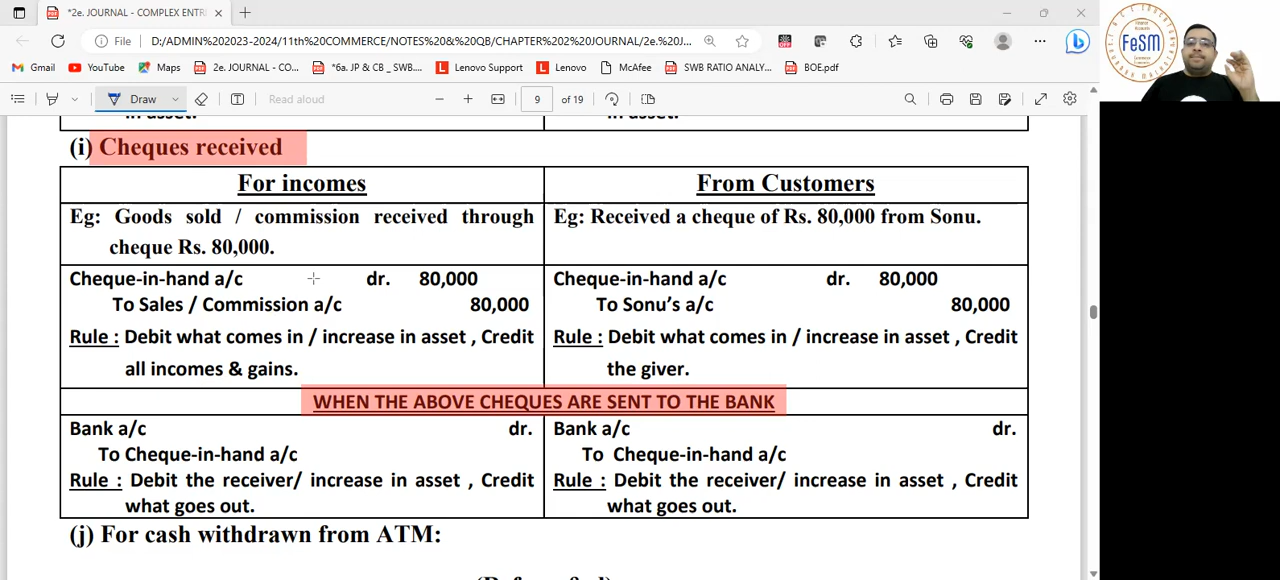 *2e. JOURNAL - COMPLEX ENTR
File
D:/ADMIN%202023-2024/11th%20COMMERCE/NOTES%20&%20QB/CHAPTER%202%20JOURNAL/2e.%20J...
Gmail
YouTube
Maps
2e. JOURNAL - CO...
*6a. JP & SB _ SWB....
Lenovo Support
Lenovo
McAfee
SWB RATIO ANALY...
BOE.pdf
Draw
Read aloud
9 of 19
FeSM
in asset.
in asset.
(i) Cheques received
For incomes
From Customers
Eg: Goods sold / commission received through
cheque Rs. 80,000.
Eg: Received a cheque of Rs. 80,000 from Sonu.
Cheque-in-hand a/c dr. 80,000
To Sales / Commission a/c 80,000
Rule : Debit what comes in / increase in asset , Credit
all incomes & gains.
Cheque-in-hand a/c dr. 80,000
To Sonu's a/c 80,000
Rule : Debit what comes in / increase in asset , Credit
the giver.
WHEN THE ABOVE CHEQUES ARE SENT TO THE BANK
Bank a/c dr.
To Cheque-in-hand a/c
Rule : Debit the receiver/ increase in asset , Credit
what goes out.
Bank a/c dr.
To Cheque-in-hand a/c
Rule : Debit the receiver/ increase in asset , Credit
what goes out.
(j) For cash withdrawn from ATM: